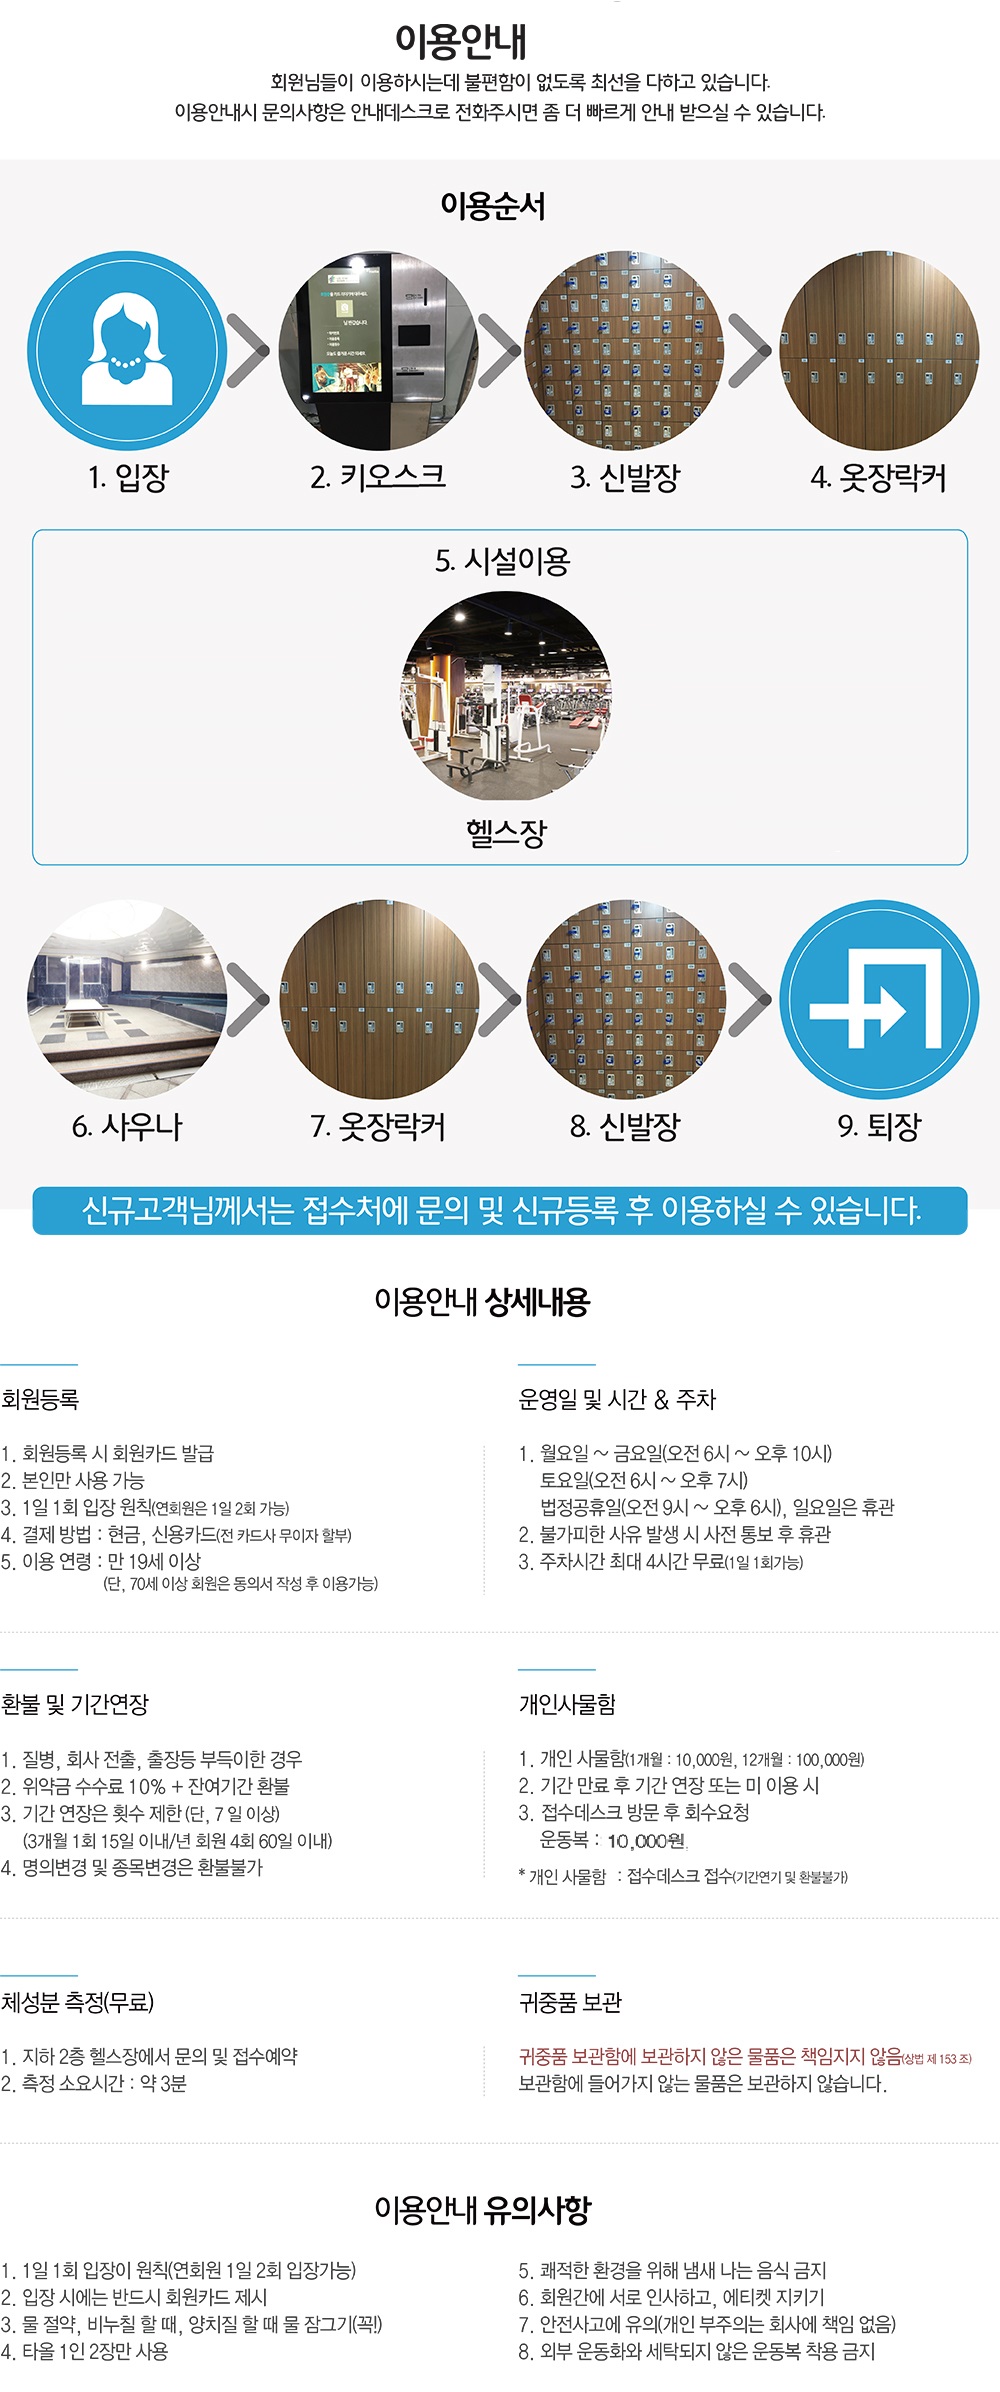 이용안내
회원님들이 이용하시는데 불편함이 없도록 최선을 다하고 있습니다.
이용안내시 문의사항은 안내데스크로 전화주시면 좀 더 빠르게 안내 받으실 수 있습니다.
이용순서
1. 입장
2. 키오스크
3. 신발장
4. 옷장락커
5. 시설이용
헬스장
6. 사우나
7. 옷장락커
8. 신발장
9. 퇴장
신규고객님께서는 접수처에 문의 및 신규등록 후 이용하실 수 있습니다.
이용안내 상세내용
회원등록
1. 회원등록 시 회원카드 발급
2. 본인만 사용 가능
3. 1일 1회 입장 원칙(연회원은 1일 2회 가능)
4. 결제 방법 : 현금, 신용카드(전 카드사 무이자 할부)
5. 이용 연령 : 만 19세 이상
(단, 70세 이상 회원은 동의서 작성 후 이용가능)
운영일 및 시간 & 주차
1. 월요일 ~ 금요일(오전 6시 ~ 오후 10시)
토요일(오전 6시 ~ 오후 7시)
법정공휴일(오전 9시 ~ 오후 6시), 일요일은 휴관
2. 불가피한 사유 발생 시 사전 통보 후 휴관
3. 주차시간 최대 4시간 무료(1일 1회가능)
환불 및 기간연장
1. 질병, 회사 전출, 출장등 부득이한 경우
2. 위약금 수수료 10% + 잔여기간 환불
3. 기간 연장은 횟수 제한 (단, 7 일 이상)
(3개월 1회 15일 이내/년 회원 4회 60일 이내)
4. 명의변경 및 종목변경은 환불불가
개인사물함
1. 개인 사물함(1개월 : 10,000원, 12개월 : 100,000원)
2. 기간 만료 후 기간 연장 또는 미 이용 시
3. 접수데스크 방문 후 회수요청
운동복 : 10,000원.
* 개인 사물함 : 접수데스크 접수(기간연기 및 환불불가)
체성분 측정(무료)
1. 지하 2층 헬스장에서 문의 및 접수예약
2. 측정 소요시간 : 약 3분
귀중품 보관
귀중품 보관함에 보관하지 않은 물품은 책임지지 않음(상법 제 153 조)
보관함에 들어가지 않는 물품은 보관하지 않습니다.
이용안내 유의사항
1. 1일 1회 입장이 원칙(연회원 1일 2회 입장가능)
2. 입장 시에는 반드시 회원카드 제시
3. 물 절약, 비누칠 할 때, 양치질 할 때 물 잠그기(꼭!)
4. 타올 1인 2장만 사용
5. 쾌적한 환경을 위해 냄새 나는 음식 금지
6. 회원간에 서로 인사하고, 에티켓 지키기
7. 안전사고에 유의(개인 부주의는 회사에 책임 없음)
8. 외부 운동화와 세탁되지 않은 운동복 착용 금지